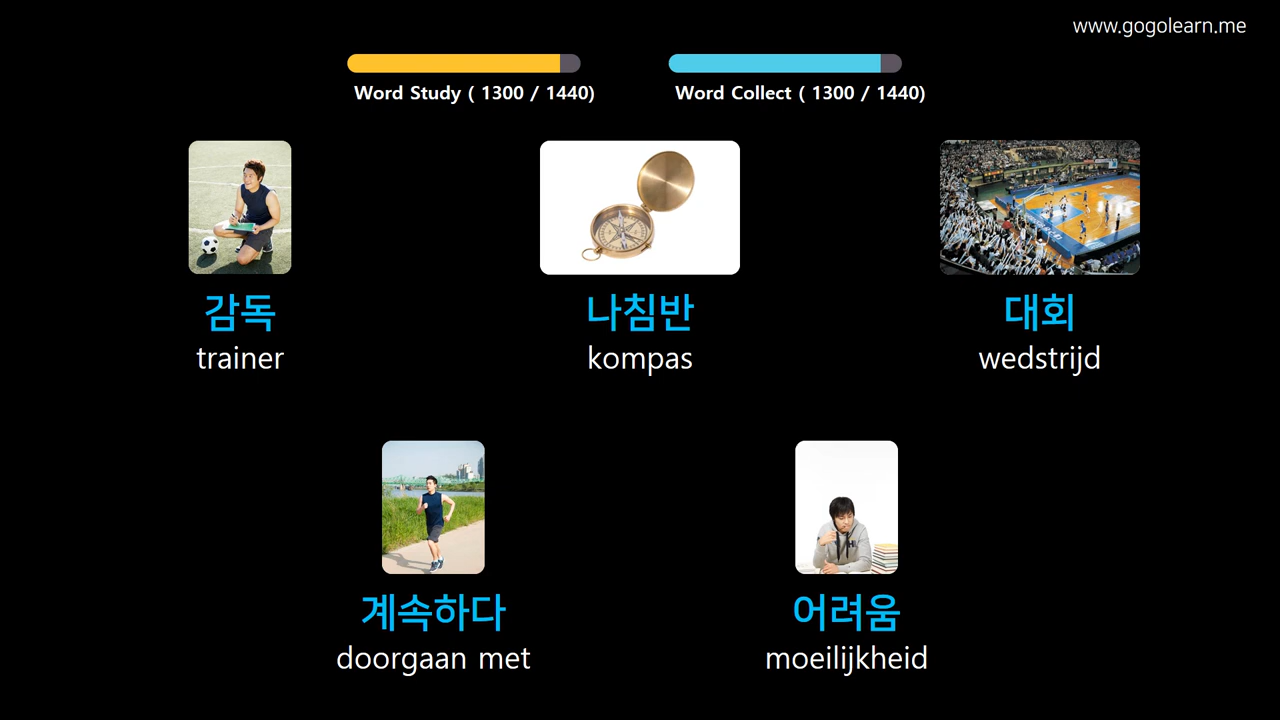 www.gogolearn.me
Word Study ( 1300 / 1440)
Word Collect ( 1300 / 1440)
감독
trainer
나침반
kompas
대회
wedstrijd
계속하다
doorgaan met
어려움
moeilijkheid